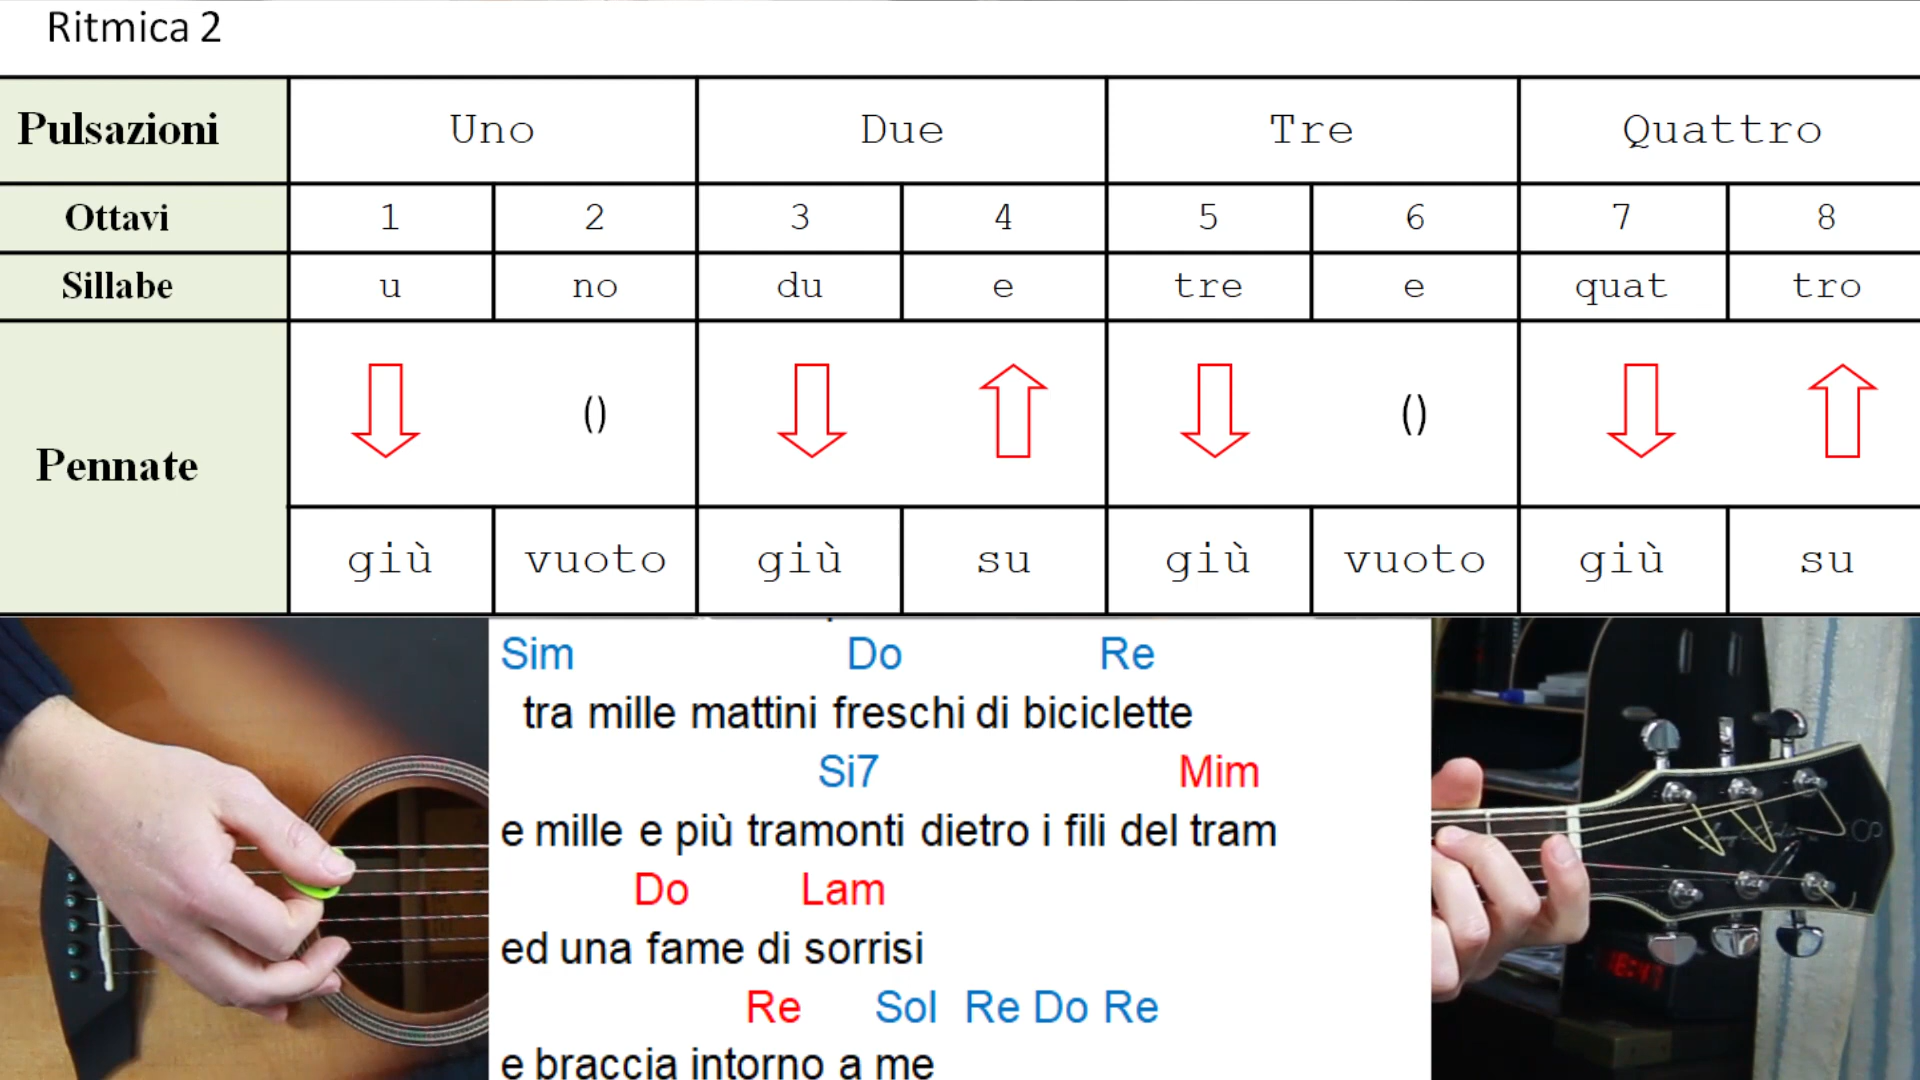 Ritmica 2
Pulsazioni Uno Due Tre Quattro
Ottavi 1 2 3 4 5 6 7 8
Sillabe u no du e tre e quat tro
() ()
Pennate
giù vuoto giù su giù vuoto giù su
Sim Do Re
tra mille mattini freschi di biciclette
Si7 Mim
e mille e più tramonti dietro i fili del tram
Do Lam
ed una fame di sorrisi
Re Sol Re Do Re
e braccia intorno a me